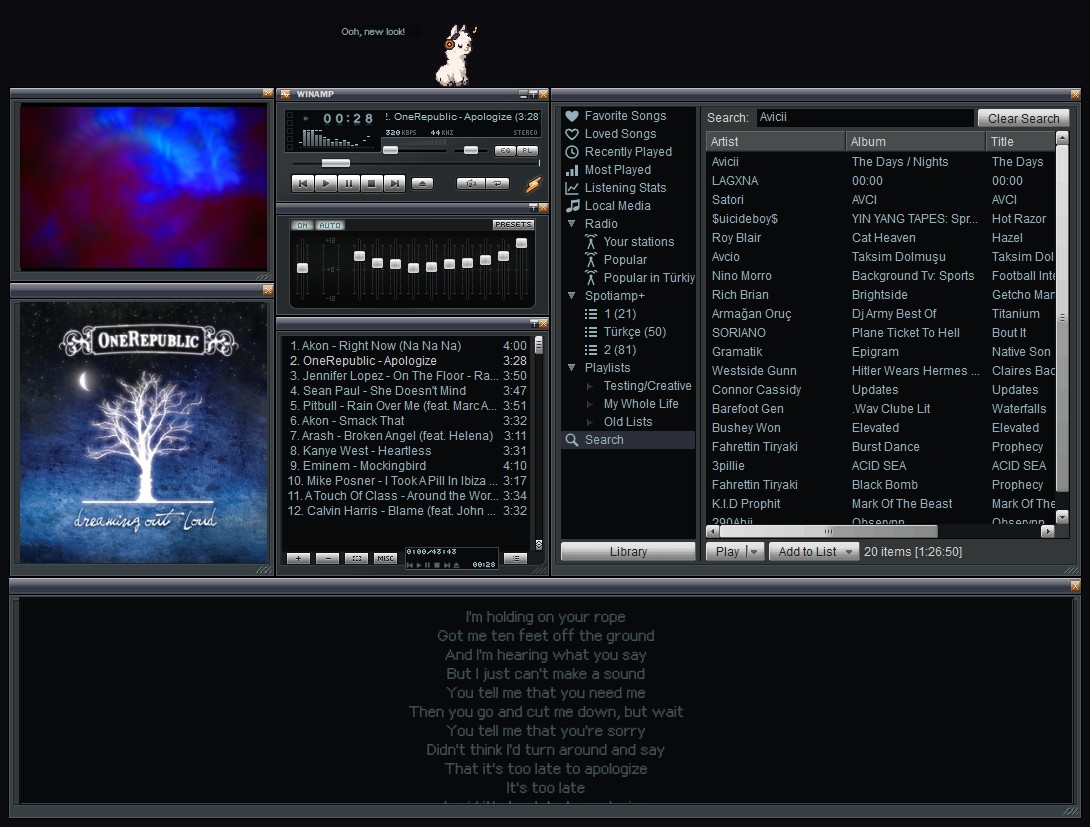 Ooh, new look!
WINAMP
00:28
!. OneRepublic - Apologize (3:28
320 KBPS 44 KHZ STEREO
EQ PL
ON AUTO PRESETS
+12
+0
-12
ONEREPUBLIC
dreaming out loud
1. Akon - Right Now (Na Na Na) 4:00
2. OneRepublic - Apologize 3:28
3. Jennifer Lopez - On The Floor - Ra... 3:50
4. Sean Paul - She Doesn't Mind 3:47
5. Pitbull - Rain Over Me (feat. Marc A... 3:51
6. Akon - Smack That 3:32
7. Arash - Broken Angel (feat. Helena) 3:11
8. Kanye West - Heartless 3:31
9. Eminem - Mockingbird 4:10
10. Mike Posner - I Took A Pill In Ibiza ... 3:17
11. A Touch Of Class - Around the Wor... 3:34
12. Calvin Harris - Blame (feat. John ... 3:32
MISC
0:00/43:43
00:28
Favorite Songs
Loved Songs
Recently Played
Most Played
Listening Stats
Local Media
Radio
Your stations
Popular
Popular in Türkiy
Spotiamp+
1 (21)
Türkçe (50)
2 (81)
Playlists
Testing/Creative
My Whole Life
Old Lists
Search
Library
Search: Avicii Clear Search
Artist Album Title
Avicii The Days / Nights The Days
LAGXNA 00:00 00:00
Satori AVCI AVCI
$uicideboy$ YIN YANG TAPES: Spr... Hot Razor
Roy Blair Cat Heaven Hazel
Avcio Taksim Dolmuşu Taksim Dol
Nino Morro Background Tv: Sports Football Inte
Rich Brian Brightside Getcho Mar
Armağan Oruç Dj Army Best Of Titanium
SORIANO Plane Ticket To Hell Bout It
Gramatik Epigram Native Son
Westside Gunn Hitler Wears Hermes ... Claires Bac
Connor Cassidy Updates Updates
Barefoot Gen .Wav Clube Lit Waterfalls
Bushey Won Elevated Elevated
Fahrettin Tiryaki Burst Dance Prophecy
3pillie ACID SEA ACID SEA
Fahrettin Tiryaki Black Bomb Prophecy
K.I.D Prophit Mark Of The Beast Mark Of The
Play Add to List 20 items [1:26:50]
I'm holding on your rope
Got me ten feet off the ground
And I'm hearing what you say
But I just can't make a sound
You tell me that you need me
Then you go and cut me down, but wait
You tell me that you're sorry
Didn't think I'd turn around and say
That it's too late to apologize
It's too late